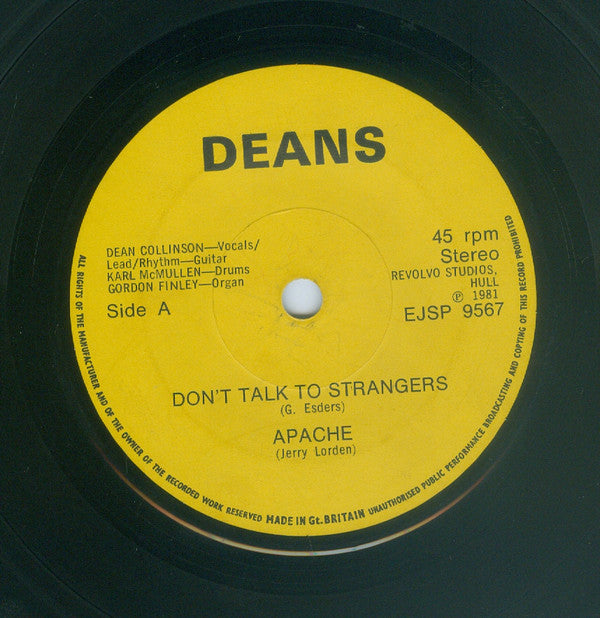 DEANS
DEAN COLLINSON—Vocals/
Lead/Rhythm—Guitar
KARL McMULLEN—Drums
GORDON FINLEY—Organ
Side A
45 rpm
Stereo
REVOLVO STUDIOS,
HULL
℗ 1981
EJSP 9567
DON'T TALK TO STRANGERS
(G. Esders)
APACHE
(Jerry Lorden)
ALL RIGHTS OF THE MANUFACTURER AND OF THE OWNER OF THE RECORDED WORK RESERVED MADE IN Gt. BRITAIN UNAUTHORISED PUBLIC PERFORMANCE BROADCASTING AND COPYING OF THIS RECORD PROHIBITED